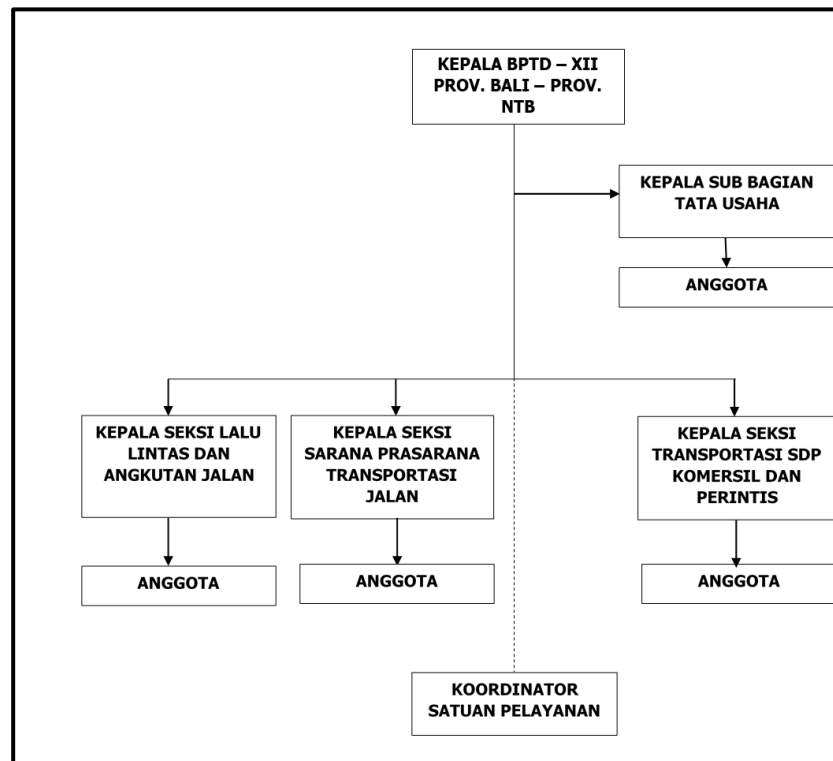 KEPALA BPTD – XII
PROV. BALI – PROV.
NTB
KEPALA SUB BAGIAN
TATA USAHA
ANGGOTA
KEPALA SEKSI LALU
LINTAS DAN
ANGKUTAN JALAN
KEPALA SEKSI
SARANA PRASARANA
TRANSPORTASI
JALAN
KEPALA SEKSI
TRANSPORTASI SDP
KOMERSIL DAN
PERINTIS
ANGGOTA
ANGGOTA
ANGGOTA
KOORDINATOR
SATUAN PELAYANAN